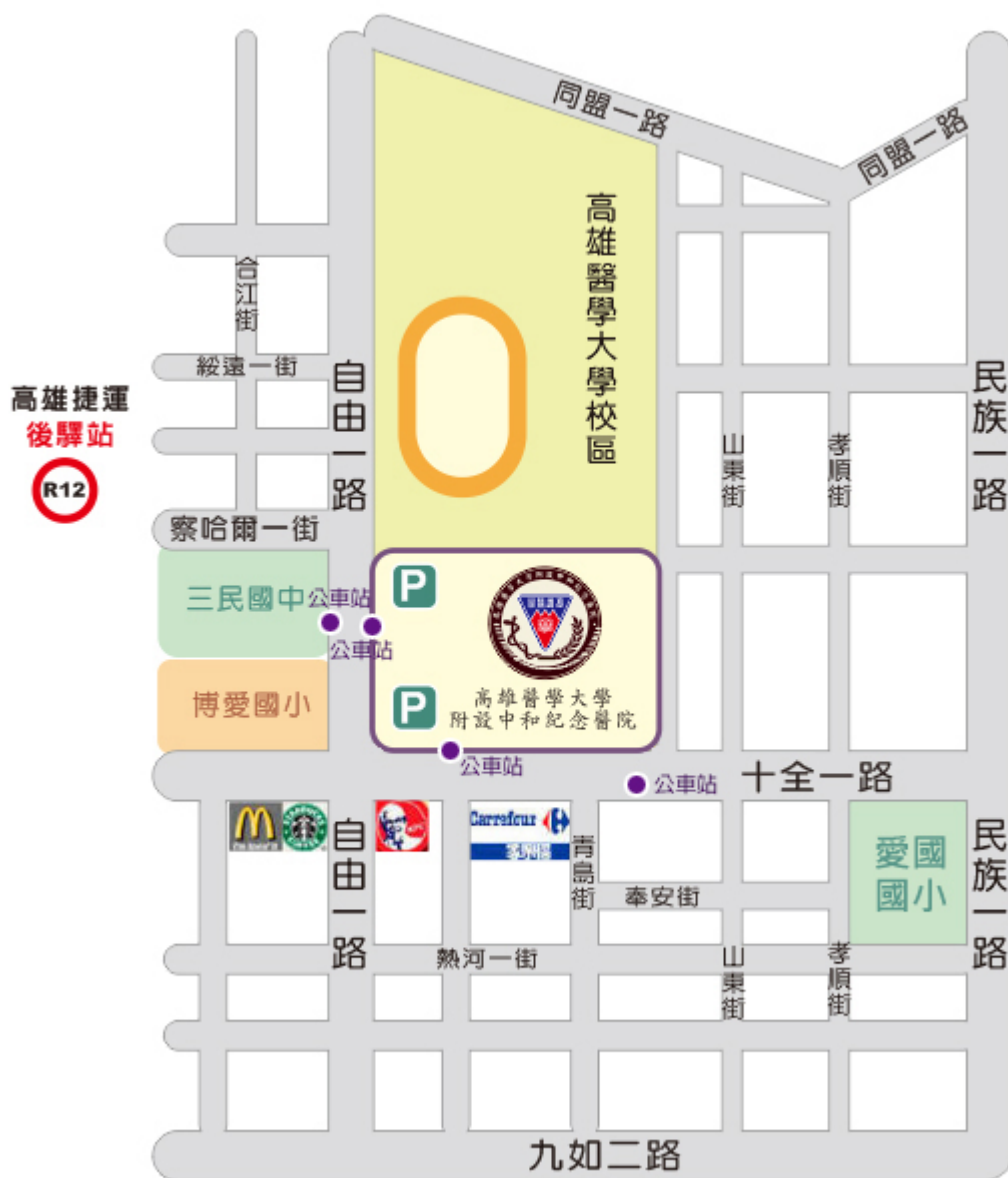 同盟一路
同盟一路
高雄醫學大學校區
合江街
綏遠一街
自由一路
民族一路
高雄捷運
後驛站
R12
山東街
孝順街
察哈爾一街
三民國中
公車站
公車站
P
博愛國小
P
高雄醫學大學
附設中和紀念醫院
公車站
公車站
十全一路
自由一路
KFC
Carrefour
青島街
愛國
國小
民族一路
奉安街
熱河一街
山東街
孝順街
九如二路